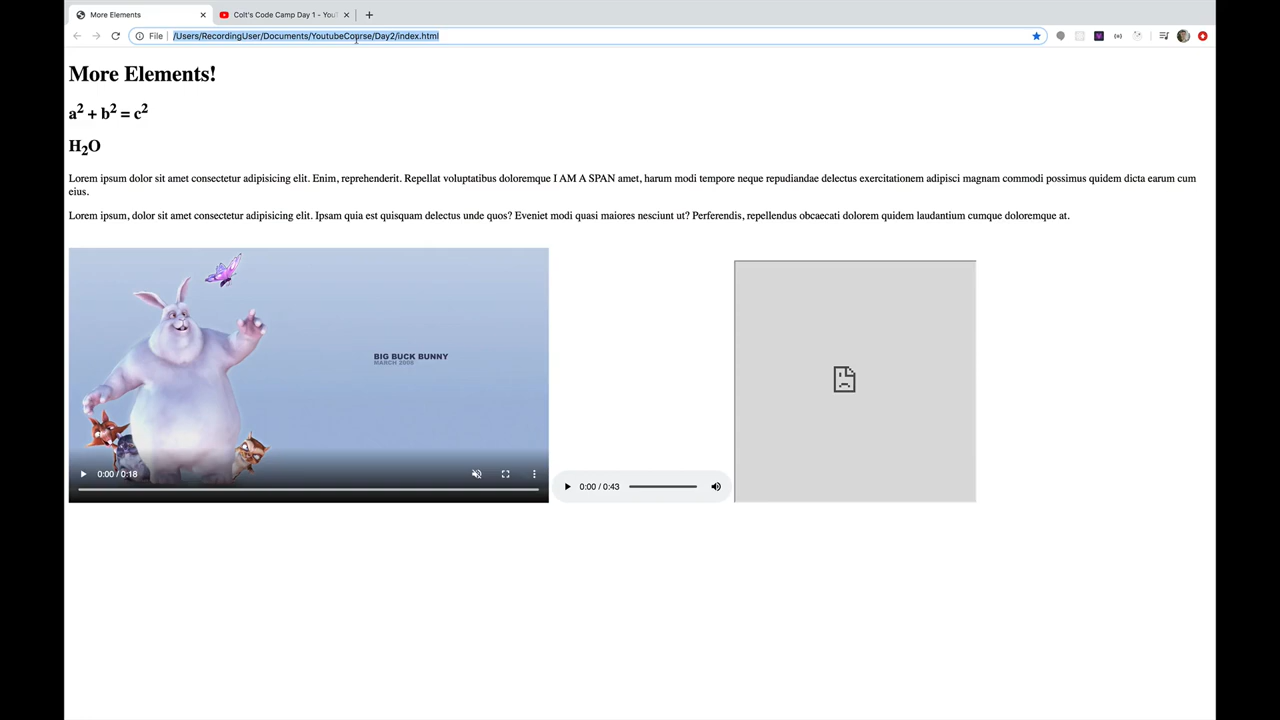 More Elements
Colt's Code Camp Day 1 - YouT
File /Users/RecordingUser/Documents/YoutubeCourse/Day2/index.html
More Elements!
a² + b² = c²
H₂O
Lorem ipsum dolor sit amet consectetur adipisicing elit. Enim, reprehenderit. Repellat voluptatibus doloremque I AM A SPAN amet, harum modi tempore neque repudiandae delectus exercitationem adipisci magnam commodi possimus quidem dicta earum cum
eius.
Lorem ipsum, dolor sit amet consectetur adipisicing elit. Ipsam quia est quisquam delectus unde quos? Eveniet modi quasi maiores nesciunt ut? Perferendis, repellendus obcaecati dolorem quidem laudantium cumque doloremque at.
BIG BUCK BUNNY
MARCH 2008
0:00 / 0:18
0:00 / 0:43